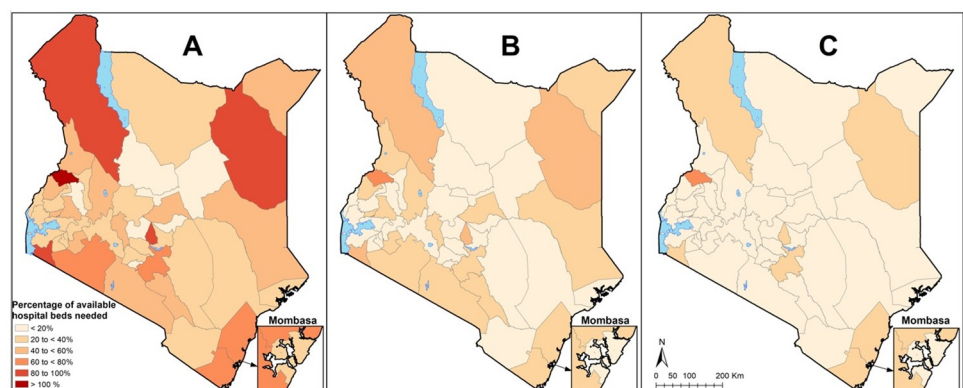 A
B
C
Percentage of available
hospital beds needed
< 20%
20 to < 40%
40 to < 60%
60 to < 80%
80 to 100%
> 100 %
Mombasa
Mombasa
N
0 50 100 200 Km
Mombasa